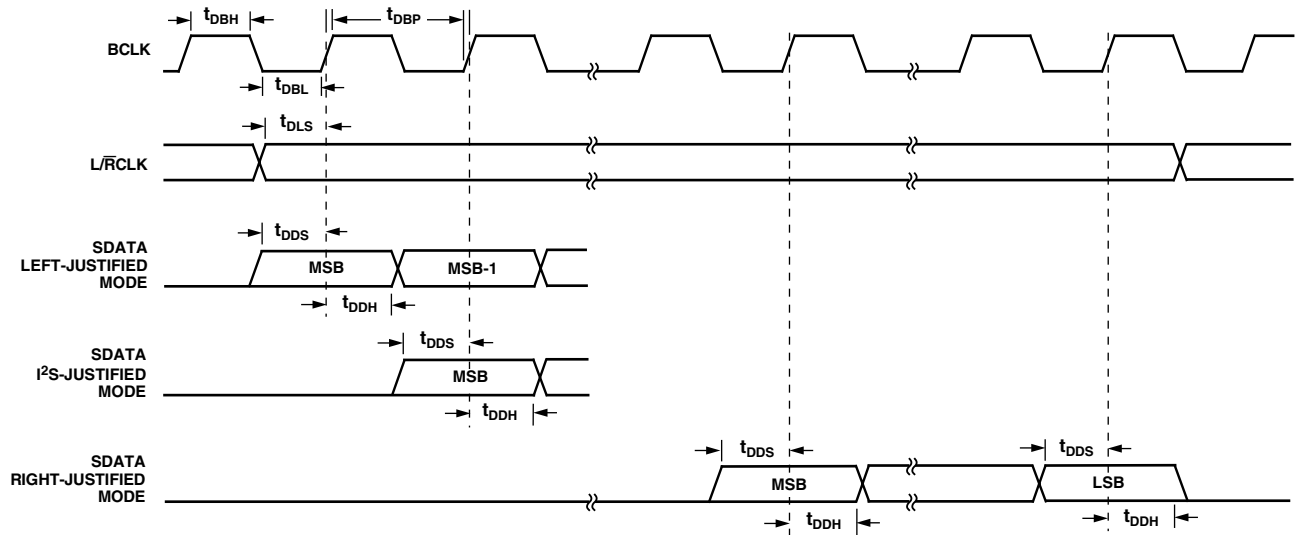 tDBH
tDBP
BCLK
tDBL
tDLS
L/R̅CLK
tDDS
SDATA
LEFT-JUSTIFIED
MODE
MSB
MSB-1
tDDH
tDDS
SDATA
I²S-JUSTIFIED
MODE
MSB
tDDH
tDDS
tDDS
SDATA
RIGHT-JUSTIFIED
MODE
MSB
LSB
tDDH
tDDH